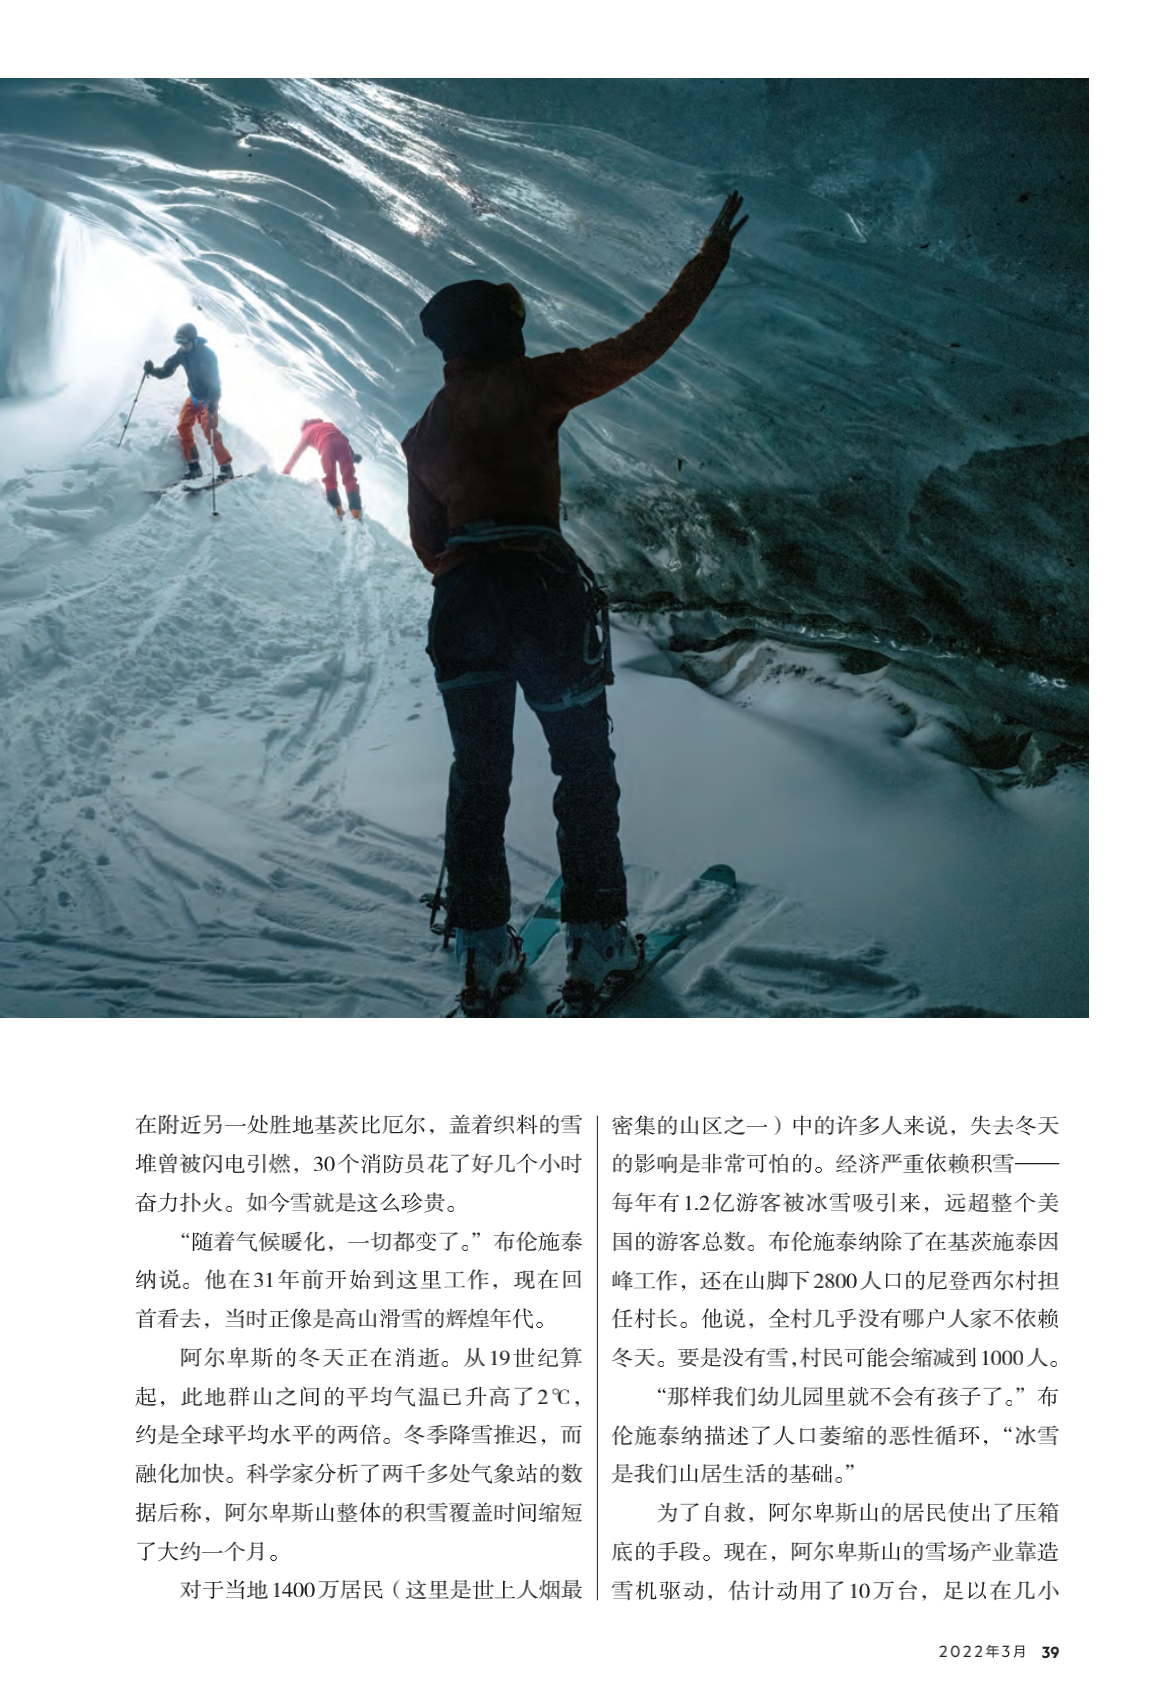 在附近另一处胜地基茨比厄尔，盖着织料的雪
堆曾被闪电引燃，30个消防员花了好几个小时
奋力扑火。如今雪就是这么珍贵。
“随着气候暖化，一切都变了。”布伦施泰
纳说。他在31年前开始到这里工作，现在回
首看去，当时正像是高山滑雪的辉煌年代。
阿尔卑斯的冬天正在消逝。从19世纪算
起，此地群山之间的平均气温已升高了2℃，
约是全球平均水平的两倍。冬季降雪推迟，而
融化加快。科学家分析了两千多处气象站的数
据后称，阿尔卑斯山整体的积雪覆盖时间缩短
了大约一个月。
对于当地1400万居民（这里是世上人烟最
密集的山区之一）中的许多人来说，失去冬天
的影响是非常可怕的。经济严重依赖积雪——
每年有1.2亿游客被冰雪吸引来，远超整个美
国的游客总数。布伦施泰纳除了在基茨施泰因
峰工作，还在山脚下2800人口的尼登西尔村担
任村长。他说，全村几乎没有哪户人家不依赖
冬天。要是没有雪，村民可能会缩减到1000人。
“那样我们幼儿园里就不会有孩子了。”布
伦施泰纳描述了人口萎缩的恶性循环，“冰雪
是我们山居生活的基础。”
为了自救，阿尔卑斯山的居民使出了压箱
底的手段。现在，阿尔卑斯山的雪场产业靠造
雪机驱动，估计动用了10万台，足以在几小
2022年3月 39